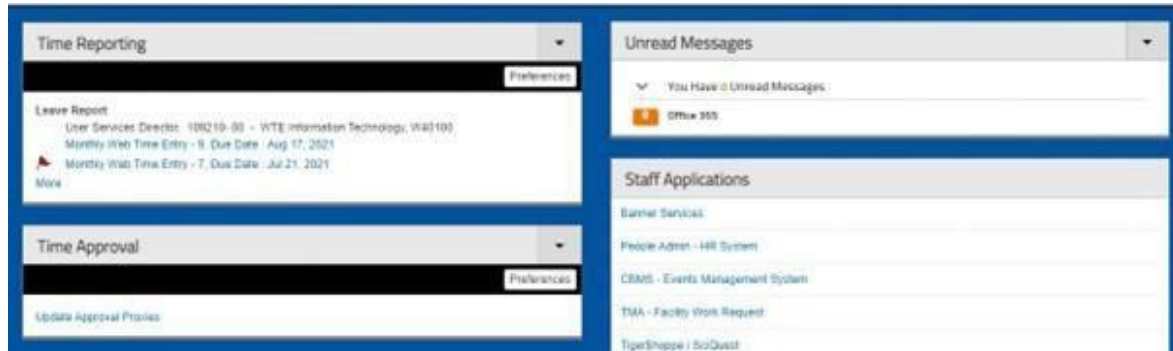 Time Reporting
Preferences
Leave Report
User Services Director, 109210-00 - WTE Information Technology, W40100
Monthly Web Time Entry - 9, Due Date : Aug 17, 2021
Monthly Web Time Entry - 7, Due Date : Jul 21, 2021
More
Time Approval
Preferences
Update Approval Proxies
Unread Messages
You Have 0 Unread Messages
Office 365
Staff Applications
Banner Services
People Admin - HR System
CBMS - Events Management System
TMA - Facility Work Request
TigerShoppe / SciQuest